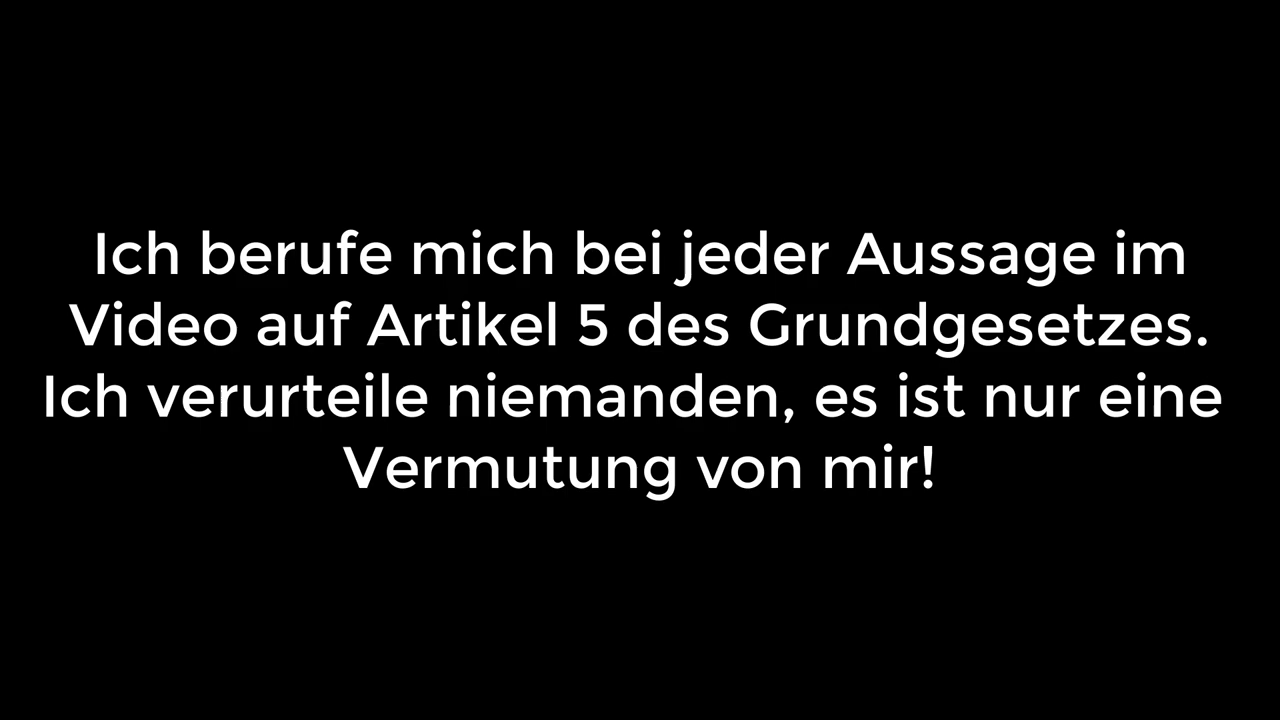 Ich berufe mich bei jeder Aussage im
Video auf Artikel 5 des Grundgesetzes.
Ich verurteile niemanden, es ist nur eine
Vermutung von mir!